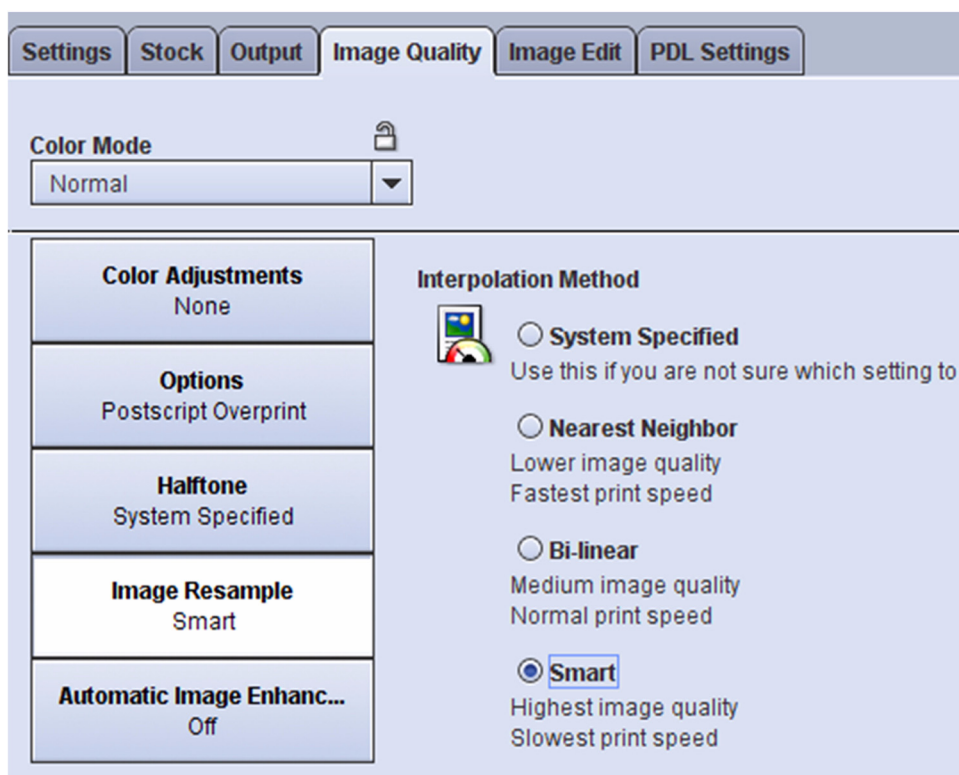 Settings Stock Output Image Quality Image Edit PDL Settings
Color Mode
Normal
Color Adjustments
None
Options
Postscript Overprint
Halftone
System Specified
Image Resample
Smart
Automatic Image Enhanc...
Off
Interpolation Method
System Specified
Use this if you are not sure which setting to
Nearest Neighbor
Lower image quality
Fastest print speed
Bi-linear
Medium image quality
Normal print speed
Smart
Highest image quality
Slowest print speed